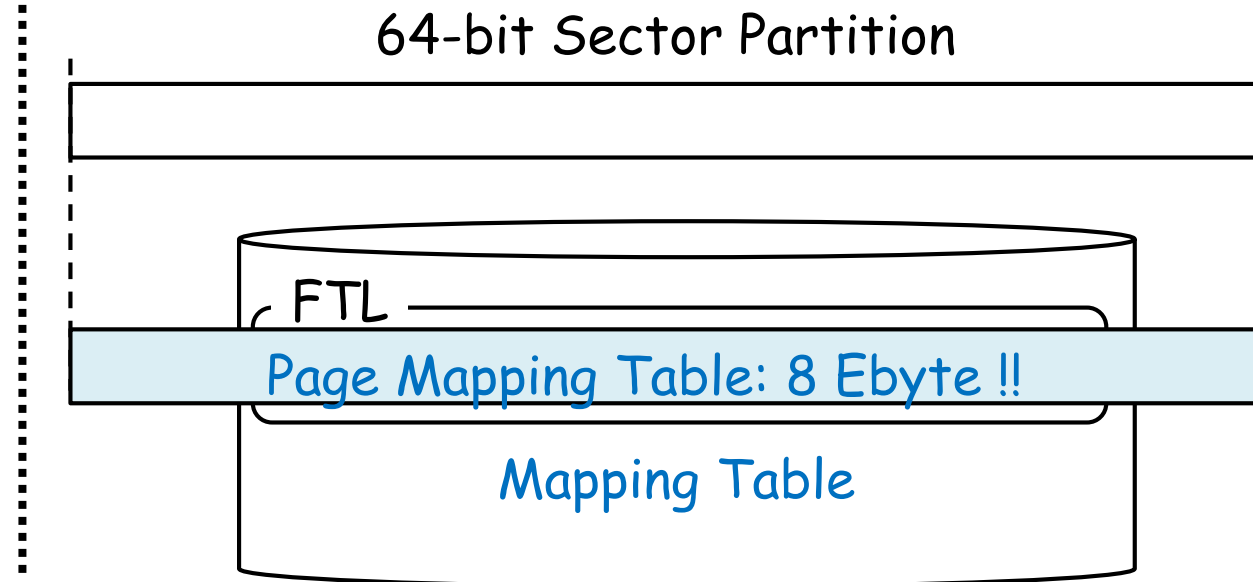 64-bit Sector Partition
FTL
Page Mapping Table: 8 Ebyte !!
Mapping Table